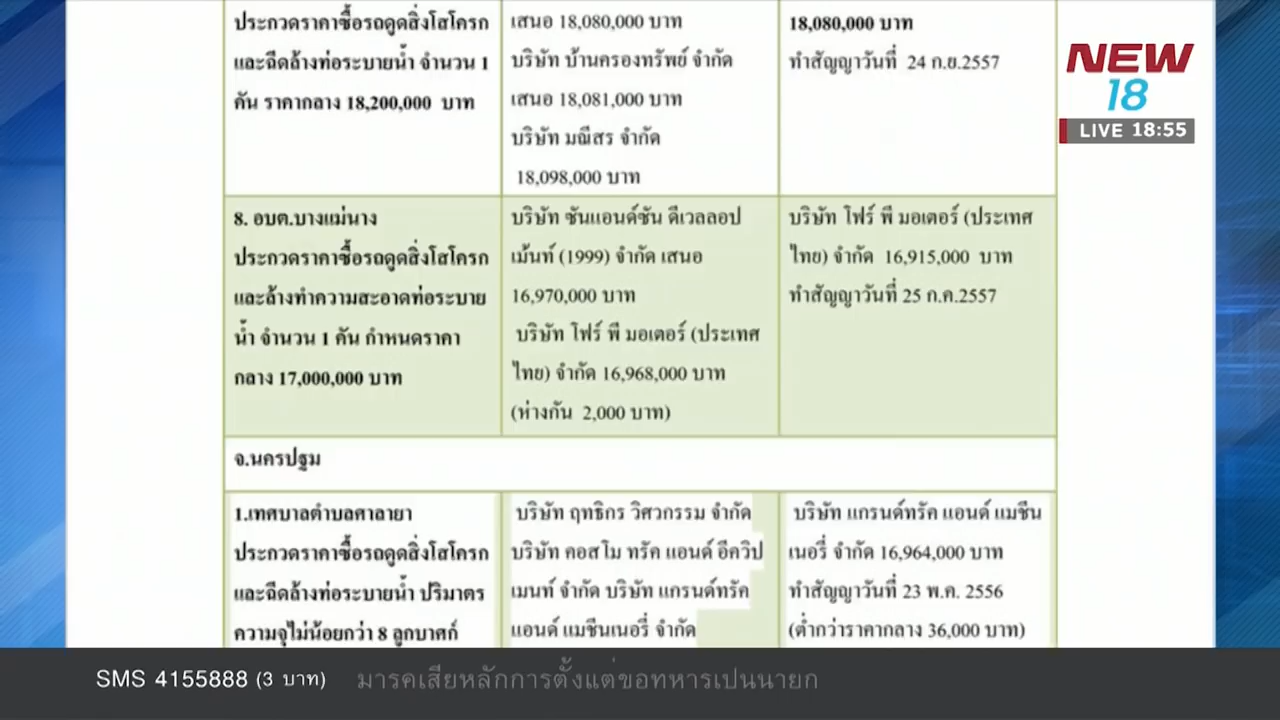 ประกวดราคาซื้อรถดูดสิ่งโสโครก
และฉีดล้างท่อระบายน้ำ จำนวน 1
คัน ราคากลาง 18,200,000 บาท
เสนอ 18,080,000 บาท
บริษัท บ้านครองทรัพย์ จำกัด
เสนอ 18,081,000 บาท
บริษัท มณีสร จำกัด
18,098,000 บาท
18,080,000 บาท
ทำสัญญาวันที่ 24 ก.ย.2557
NEW
18
LIVE 18:55
8. อบต.บางแม่นาง
ประกวดราคาซื้อรถดูดสิ่งโสโครก
และล้างทำความสะอาดท่อระบาย
น้ำ จำนวน 1 คัน กำหนดราคา
กลาง 17,000,000 บาท
บริษัท ซันแอนด์ซัน ดีเวลลอป
เม้นท์ (1999) จำกัด เสนอ
16,970,000 บาท
บริษัท โฟร์ พี มอเตอร์ (ประเทศ
ไทย) จำกัด 16,968,000 บาท
(ห่างกัน 2,000 บาท)
บริษัท โฟร์ พี มอเตอร์ (ประเทศ
ไทย) จำกัด 16,915,000 บาท
ทำสัญญาวันที่ 25 ก.ค.2557
จ.นครปฐม
1.เทศบาลตำบลศาลายา
ประกวดราคาซื้อรถดูดสิ่งโสโครก
และฉีดล้างท่อระบายน้ำ ปริมาตร
ความจุไม่น้อยกว่า 8 ลูกบาศก์
บริษัท ฤทธิกร วิศวกรรม จำกัด
บริษัท คอสโม ทรัค แอนด์ อีควิป
เมนท์ จำกัด บริษัท แกรนด์ทรัค
แอนด์ แมชีนเนอรี่ จำกัด
บริษัท แกรนด์ทรัค แอนด์ แมชีน
เนอรี่ จำกัด 16,964,000 บาท
ทำสัญญาวันที่ 23 พ.ค. 2556
(ต่ำกว่าราคากลาง 36,000 บาท)
SMS 4155888 (3 บาท) มารคเสียหลักการตั้งแต่ขอทหารเปนนายก